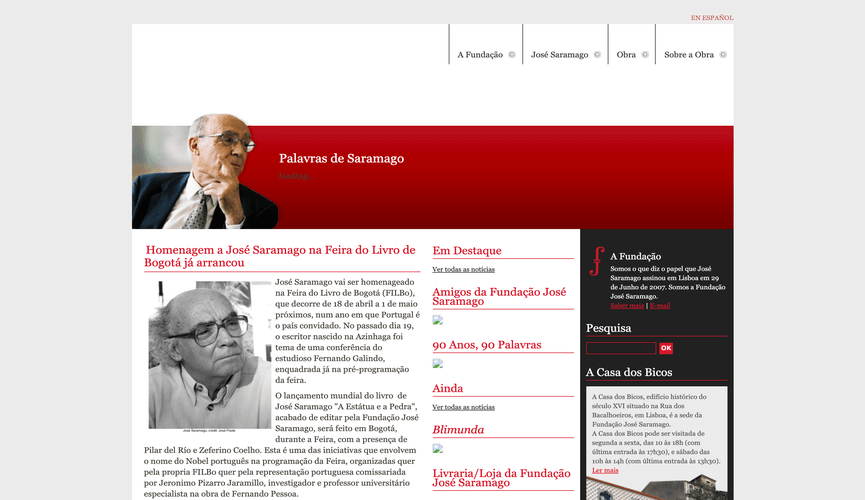 EN ESPAÑOL
A Fundação
José Saramago
Obra
Sobre a Obra
Palavras de Saramago
loading...
Homenagem a José Saramago na Feira do Livro de
Bogotá já arrancou
José Saramago vai ser homenageado
na Feira do Livro de Bogotá (FILBo),
que decorre de 18 de abril a 1 de maio
próximos, num ano em que Portugal é
o país convidado. No passado dia 19,
o escritor nascido na Azinhaga foi
tema de uma conferência do
estudioso Fernando Galindo,
enquadrada já na pré-programação
da feira.
José Saramago. credit: José Frade
O lançamento mundial do livro de
José Saramago "A Estátua e a Pedra",
acabado de editar pela Fundação José
Saramago, será feito em Bogotá,
durante a Feira, com a presença de
Pilar del Río e Zeferino Coelho. Esta é uma das iniciativas que envolvem
o nome do Nobel português na programação da Feira, organizadas quer
pela propria FILBo quer pela representação portuguesa comissariada
por Jeronimo Pizarro Jaramillo, investigador e professor universitário
especialista na obra de Fernando Pessoa.
Em Destaque
Ver todas as notícias
Amigos da Fundação José
Saramago
90 Anos, 90 Palavras
Ainda
Ver todas as notícias
Blimunda
Livraria/Loja da Fundação
José Saramago
A Fundação
Somos o que diz o papel que José
Saramago assinou em Lisboa em 29
de Junho de 2007. Somos a Fundação
José Saramago.
Saber mais | E-mail
Pesquisa
OK
A Casa dos Bicos
A Casa dos Bicos, edifício histórico do
século XVI situado na Rua dos
Bacalhoeiros, em Lisboa, é a sede da
Fundação José Saramago.
A Casa dos Bicos pode ser visitada de
segunda a sexta, das 10 às 18h (com
última entrada às 17h30), e sábado das
10h às 14h (com última entrada às 13h30).
Ler mais